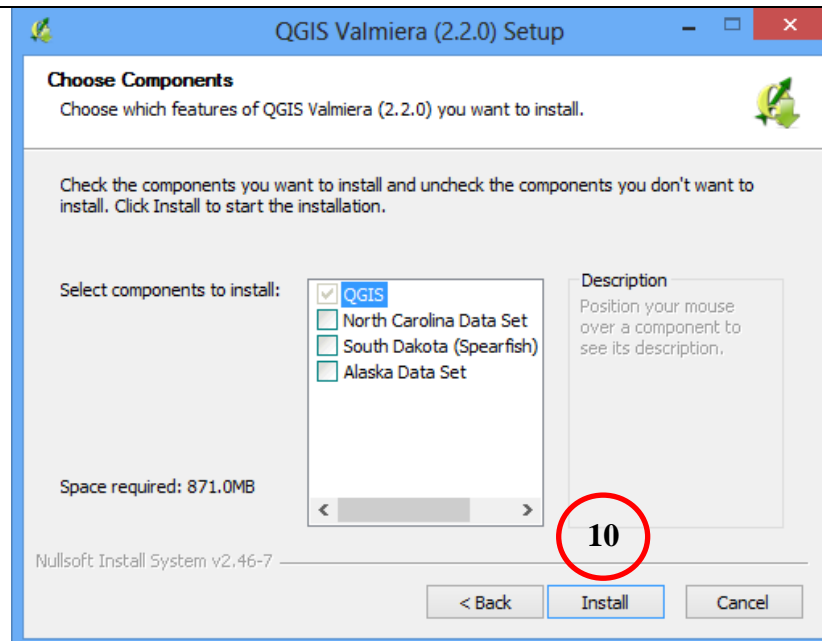 QGIS Valmiera (2.2.0) Setup
Choose Components
Choose which features of QGIS Valmiera (2.2.0) you want to install.
Check the components you want to install and uncheck the components you don't want to
install. Click Install to start the installation.
Select components to install:
QGIS
North Carolina Data Set
South Dakota (Spearfish)
Alaska Data Set
Description
Position your mouse
over a component to
see its description.
Space required: 871.0MB
10
Nullsoft Install System v2.46-7
< Back
Install
Cancel